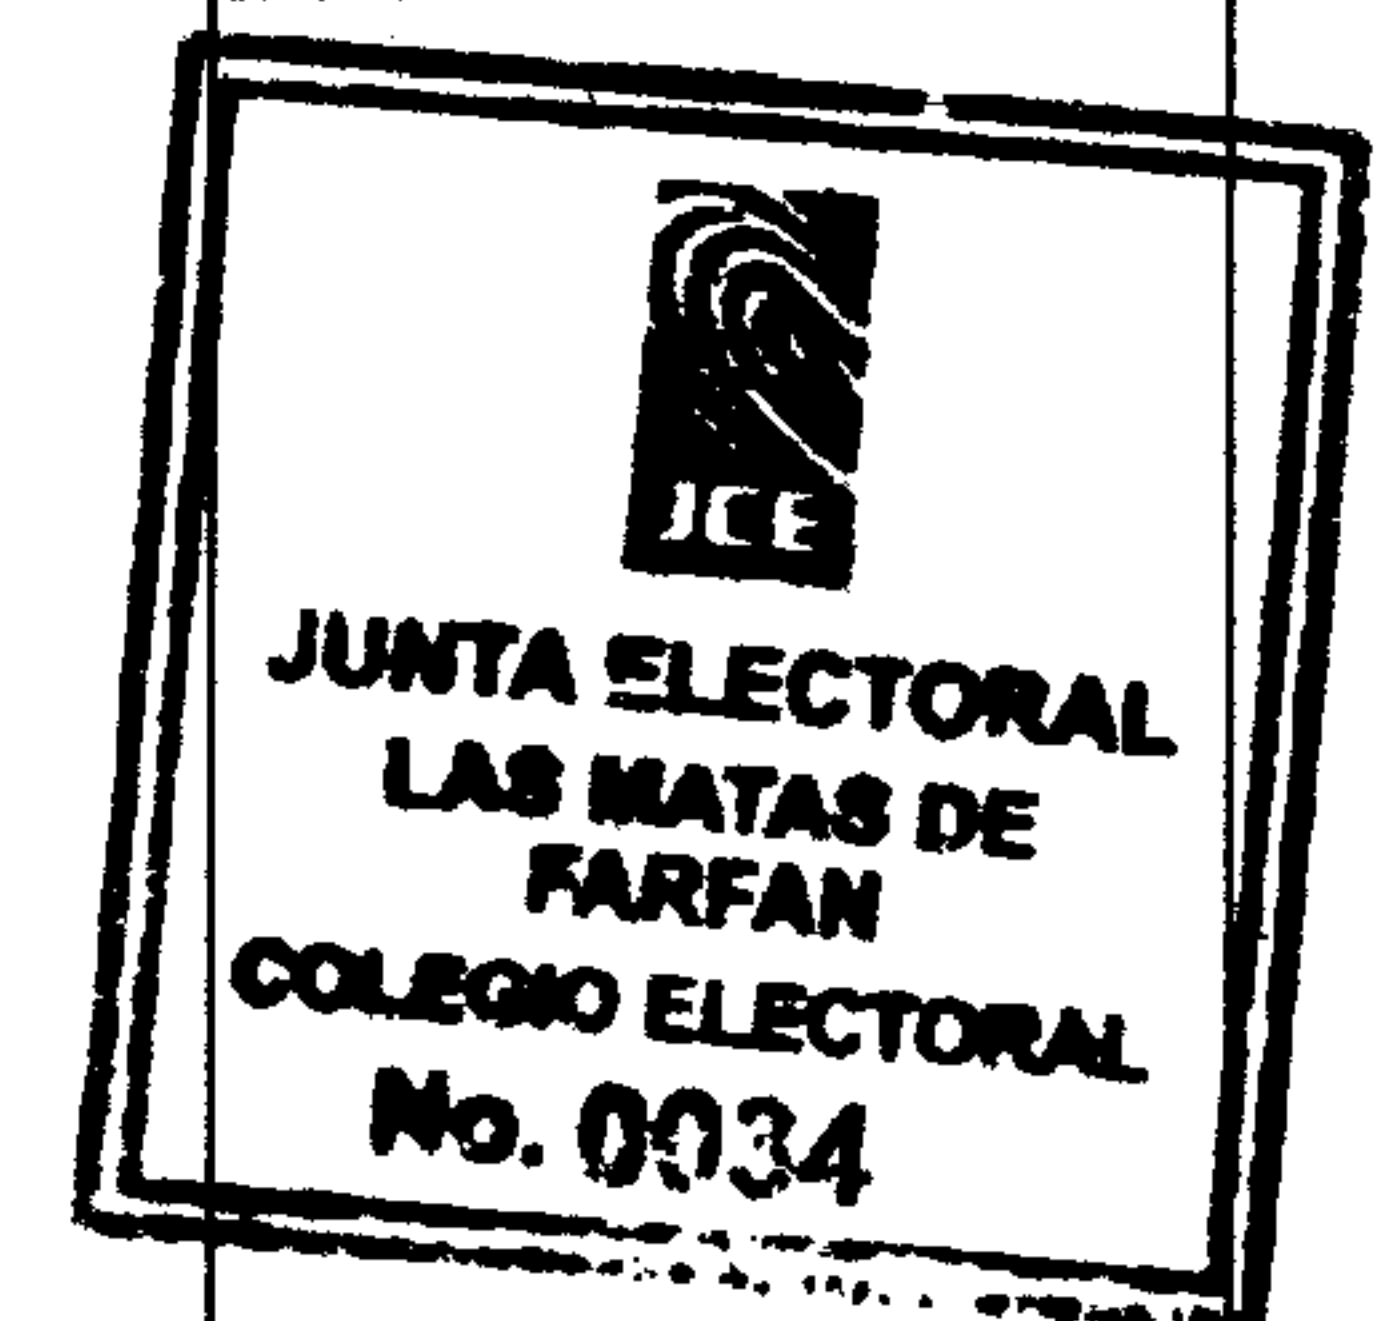 JCE
JUNTA ELECTORAL
LAS MATAS DE
FARFAN
COLEGIO ELECTORAL
No. 0034